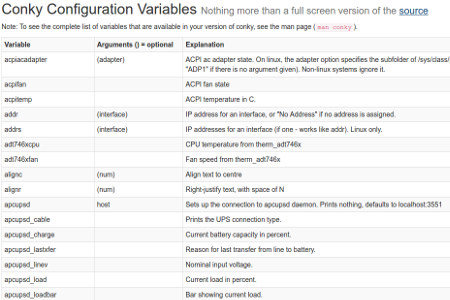 Conky Configuration Variables Nothing more than a full screen version of the source
Note: To see the complete list of variables that are available in your version of conky, see the man page ( man conky ).
Variable Arguments () = optional Explanation
acpiacadapter (adapter) ACPI ac adapter state. On linux, the adapter option specifies the subfolder of /sys/class/
"ADP1" if there is no argument given). Non-linux systems ignore it.
acpifan ACPI fan state
acpitemp ACPI temperature in C.
addr (interface) IP address for an interface, or "No Address" if no address is assigned.
addrs (interface) IP addresses for an interface (if one - works like addr). Linux only.
adt746xcpu CPU temperature from therm_adt746x
adt746xfan Fan speed from therm_adt746x
alignc (num) Align text to centre
alignr (num) Right-justify text, with space of N
apcupsd host Sets up the connection to apcupsd daemon. Prints nothing, defaults to localhost:3551
apcupsd_cable Prints the UPS connection type.
apcupsd_charge Current battery capacity in percent.
apcupsd_lastxfer Reason for last transfer from line to battery.
apcupsd_linev Nominal input voltage.
apcupsd_load Current load in percent.
apcupsd_loadbar Bar showing current load.